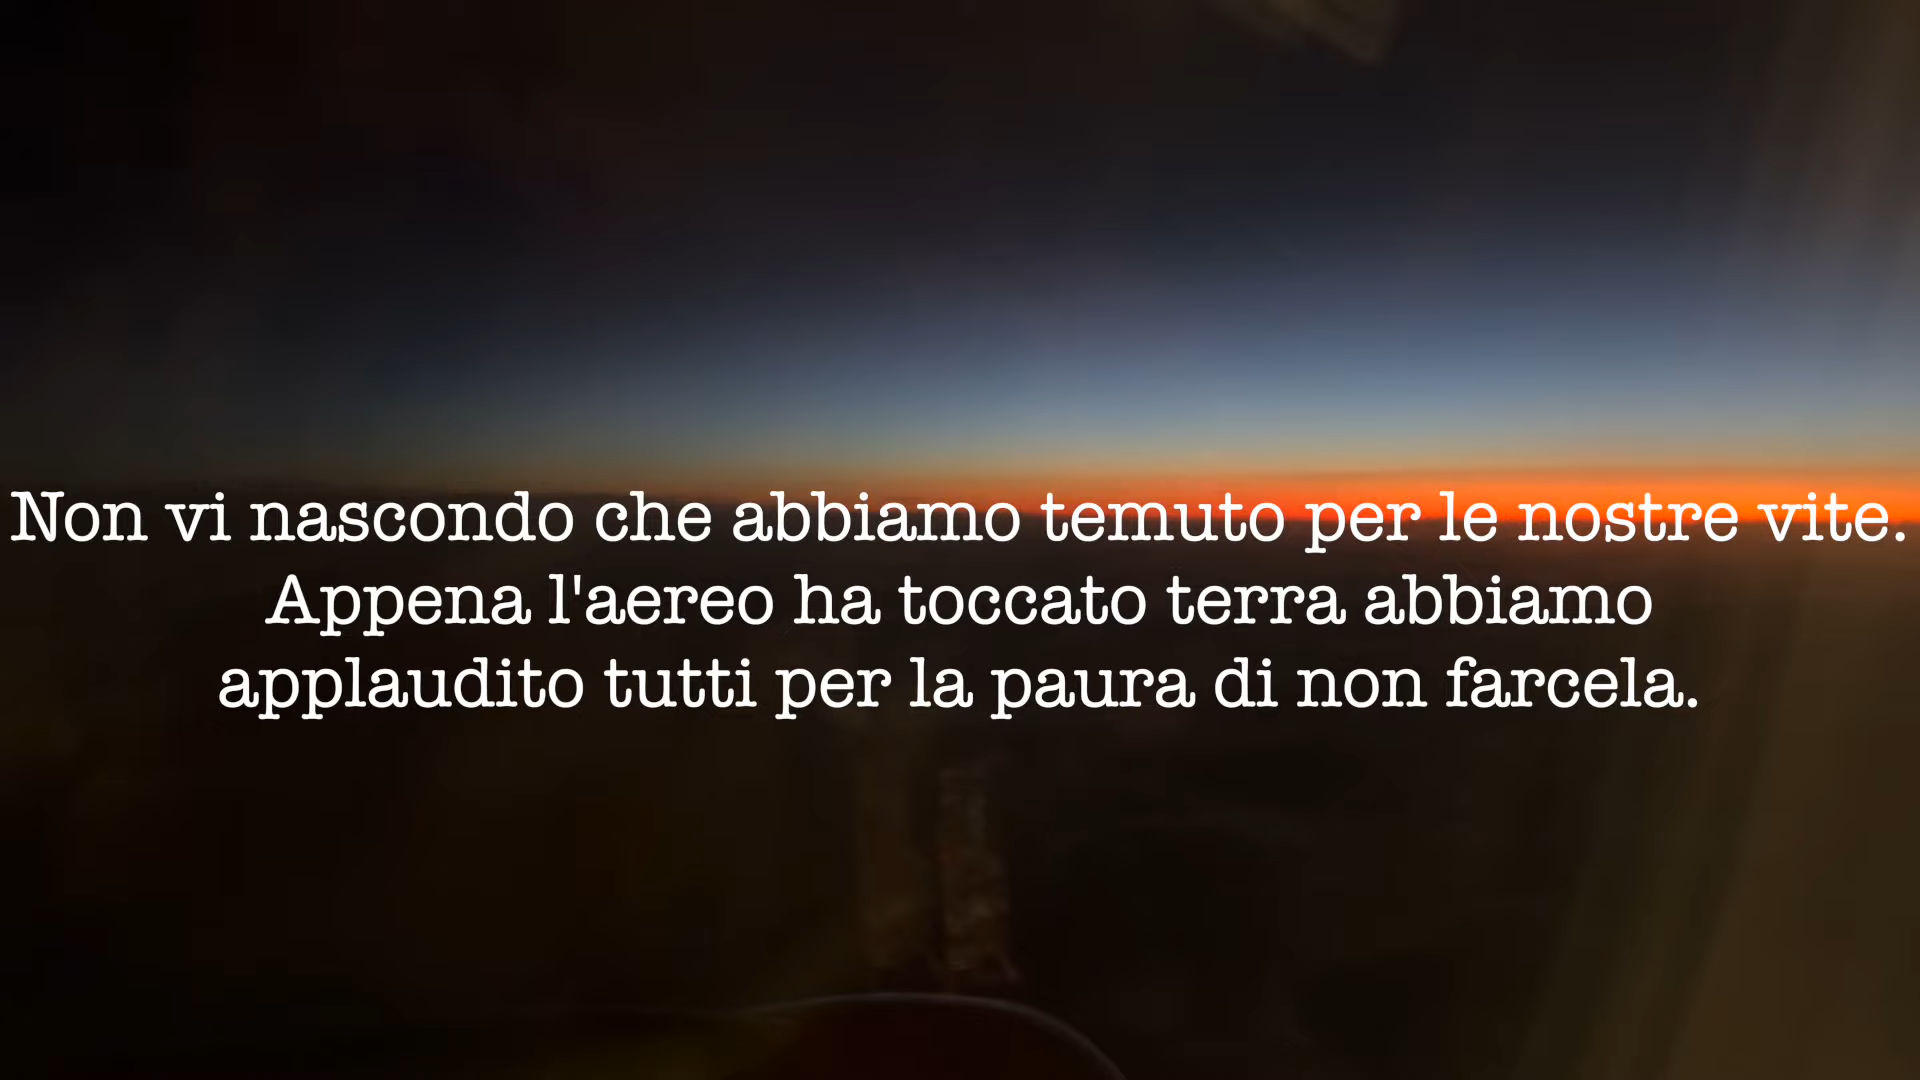 Non vi nascondo che abbiamo temuto per le nostre vite.
Appena l'aereo ha toccato terra abbiamo
applaudito tutti per la paura di non farcela.